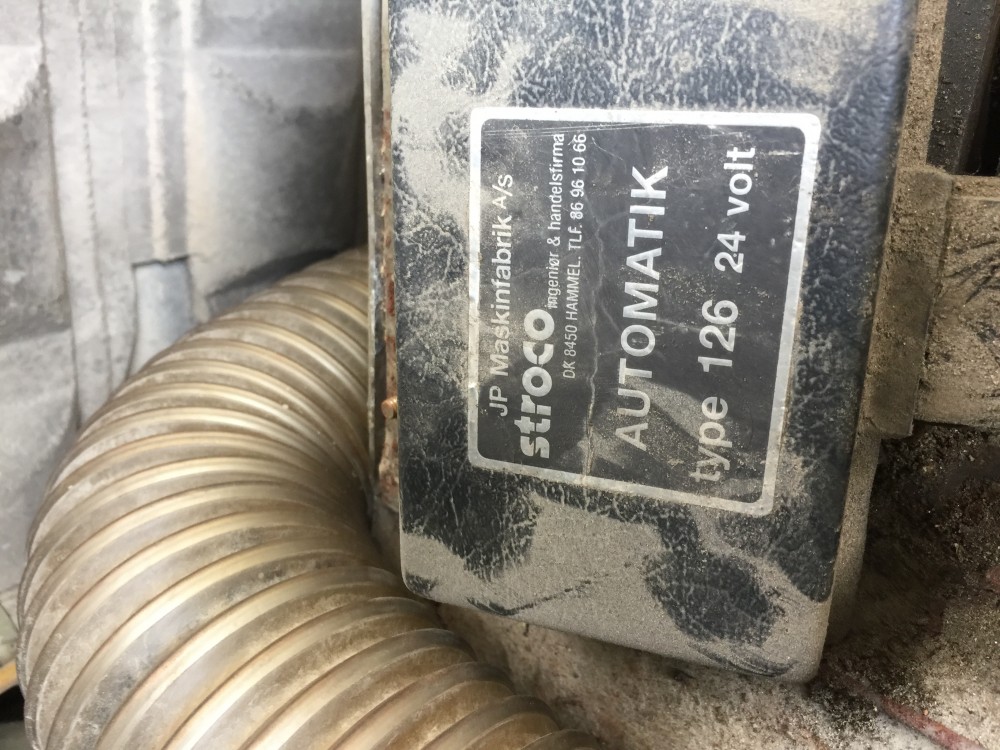 JP Maskinfabrik A/s
stroco ingeniør & handelsfirma
DK 8450 HAMMEL. TLF. 86 96 10 66
AUTOMATIK
type 126 24 volt